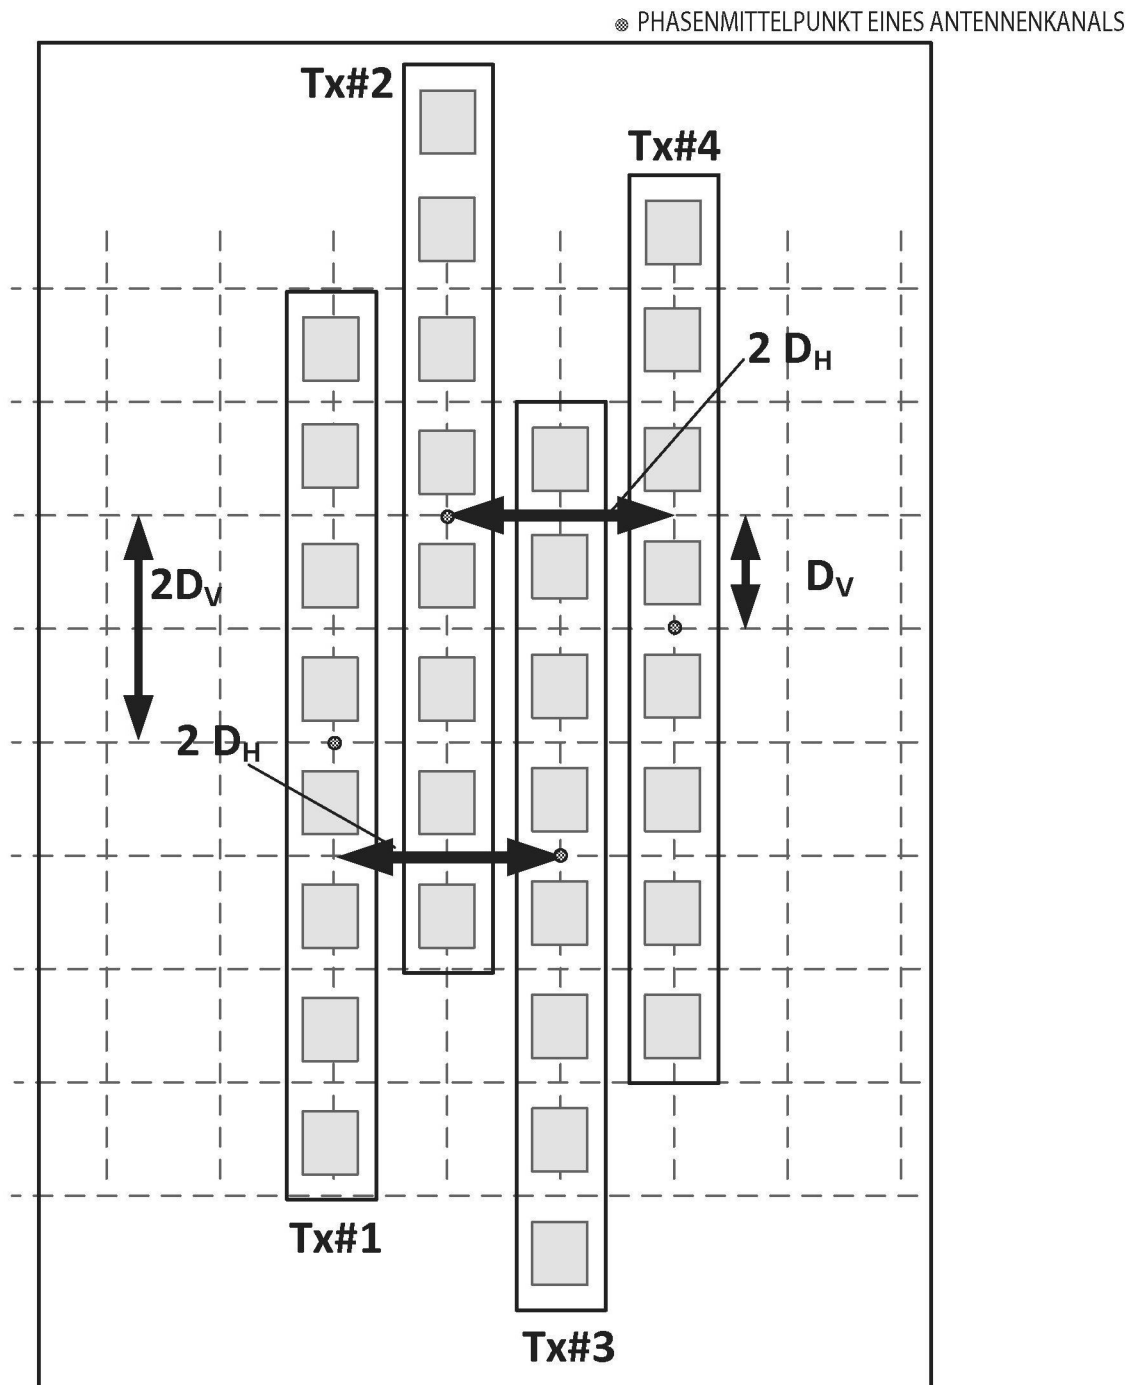 PHASENMITTELPUNKT EINES ANTENNENKANALS
Tx#2
Tx#4
2 DH
2DV
DV
2 DH
Tx#1
Tx#3